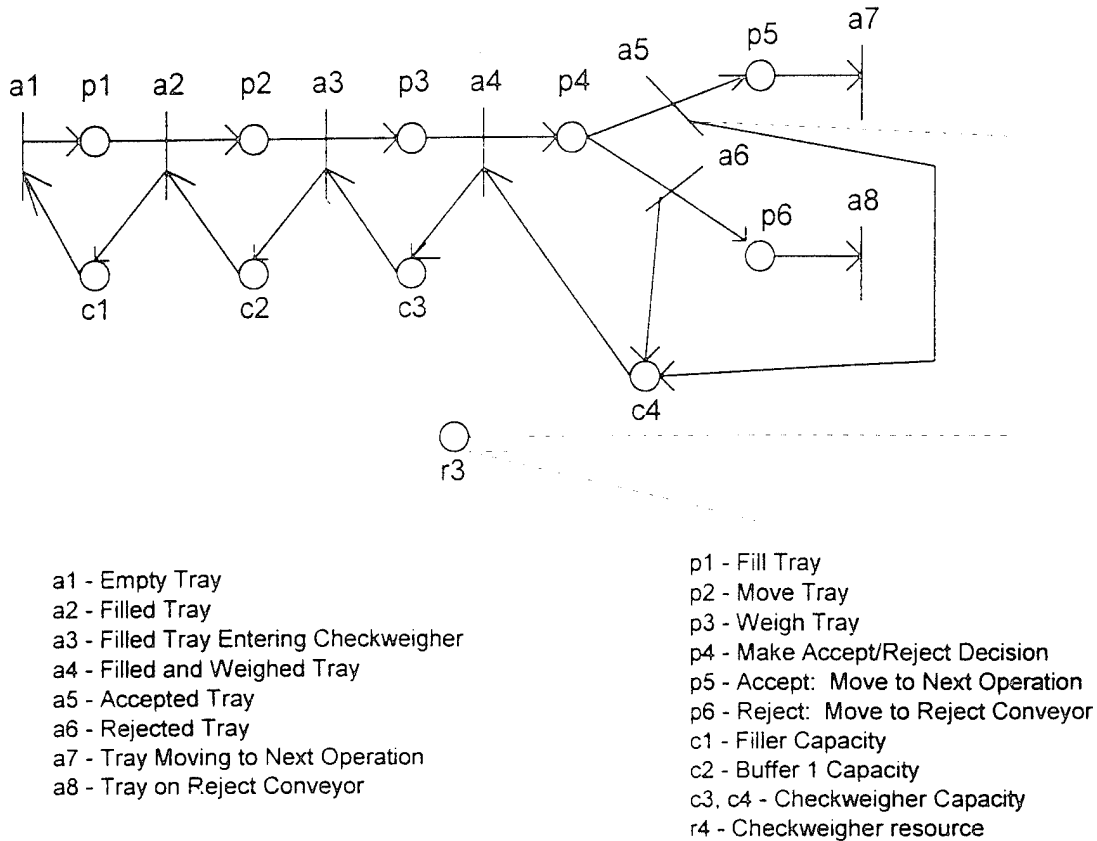 a1 p1 a2 p2 a3 p3 a4 p4 a5 p5 a7
a6
p6 a8
c1 c2 c3
c4
r3
a1 - Empty Tray
a2 - Filled Tray
a3 - Filled Tray Entering Checkweigher
a4 - Filled and Weighed Tray
a5 - Accepted Tray
a6 - Rejected Tray
a7 - Tray Moving to Next Operation
a8 - Tray on Reject Conveyor
p1 - Fill Tray
p2 - Move Tray
p3 - Weigh Tray
p4 - Make Accept/Reject Decision
p5 - Accept: Move to Next Operation
p6 - Reject: Move to Reject Conveyor
c1 - Filler Capacity
c2 - Buffer 1 Capacity
c3, c4 - Checkweigher Capacity
r4 - Checkweigher resource